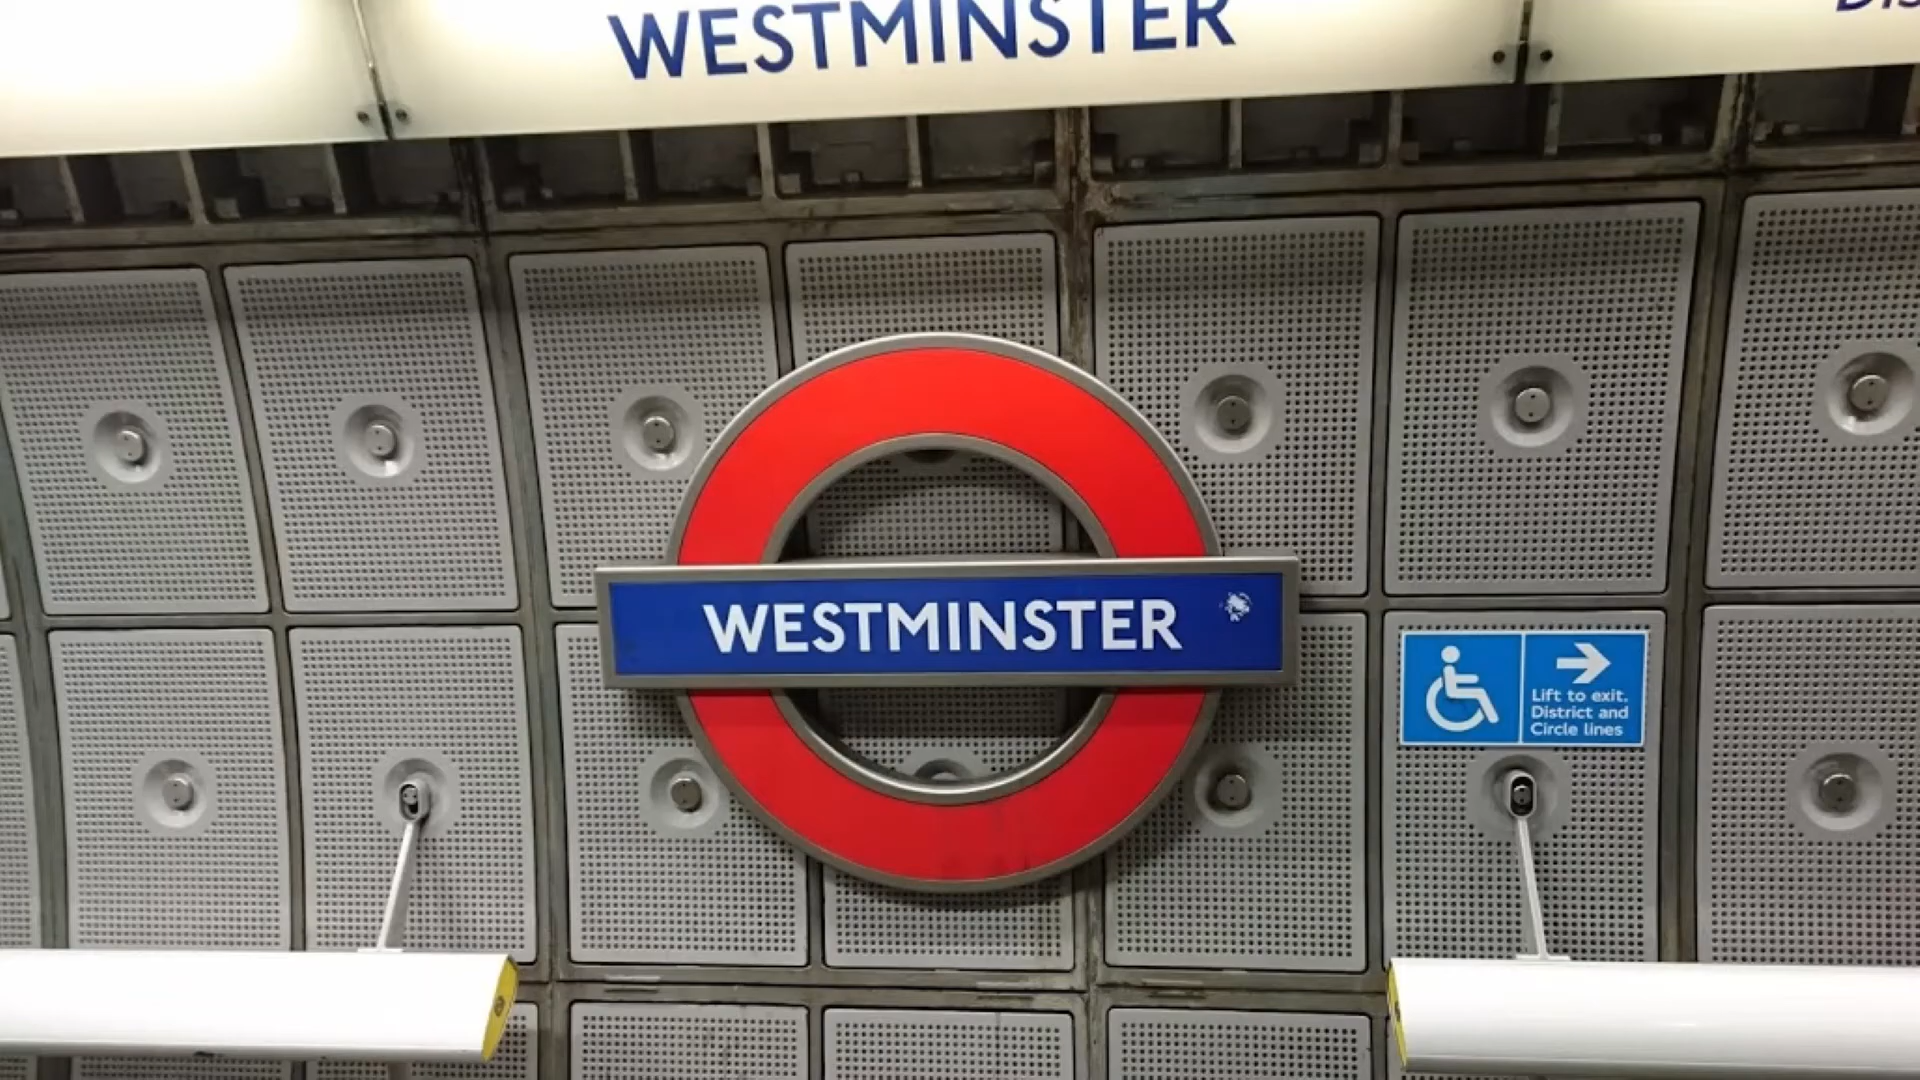 WESTMINSTER
WESTMINSTER
Lift to exit.
District and
Circle lines